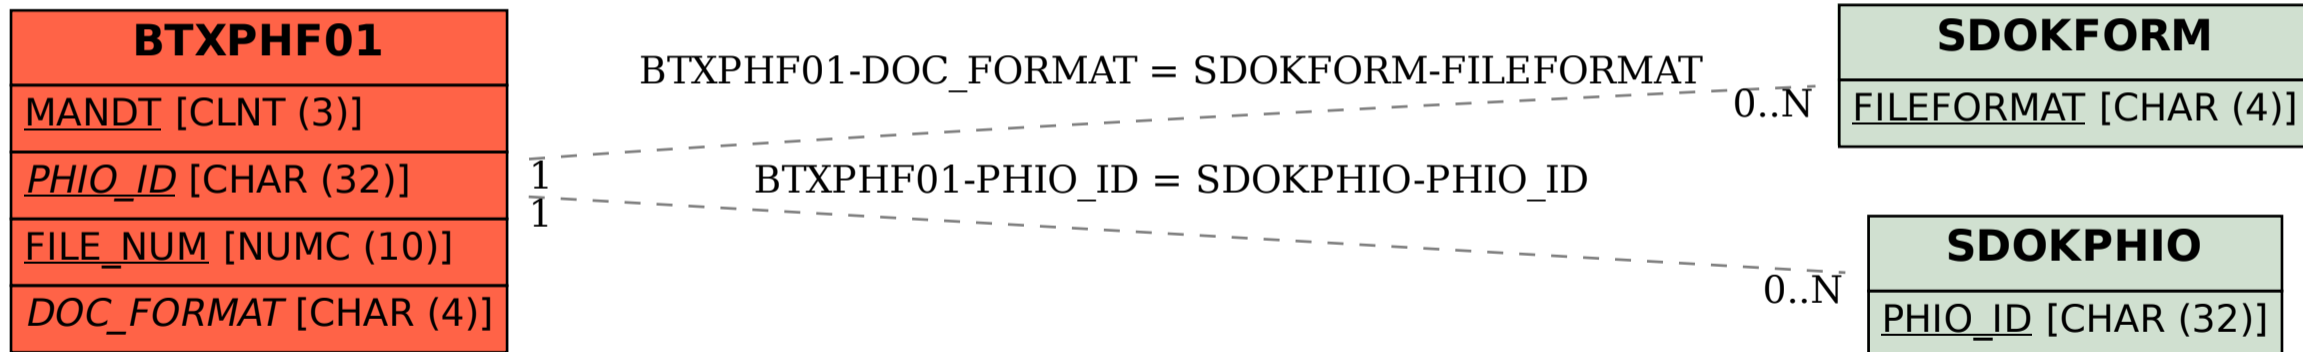 BTXPHF01
MANDT [CLNT (3)]
PHIO_ID [CHAR (32)]
FILE_NUM [NUMC (10)]
DOC_FORMAT [CHAR (4)]
BTXPHF01-DOC_FORMAT = SDOKFORM-FILEFORMAT
0..N
1
BTXPHF01-PHIO_ID = SDOKPHIO-PHIO_ID
1
0..N
SDOKFORM
FILEFORMAT [CHAR (4)]
SDOKPHIO
PHIO_ID [CHAR (32)]